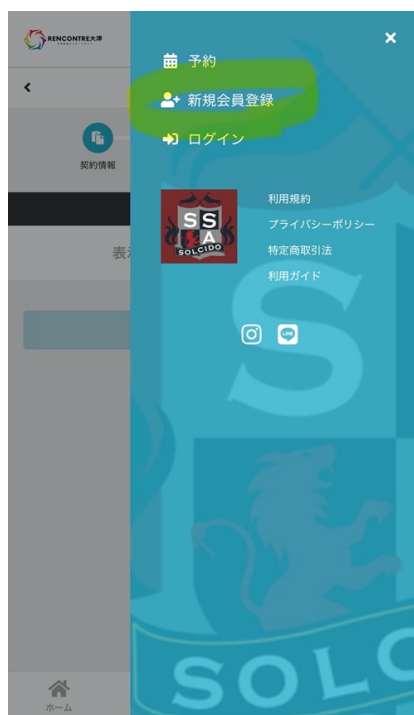 RENCONTRE大津
×
予約
新規会員登録
ログイン
契約情報
表
SSA
SOLCIDO
利用規約
プライバシーポリシー
特定商取引法
利用ガイド
LINE
ホーム
SOLC